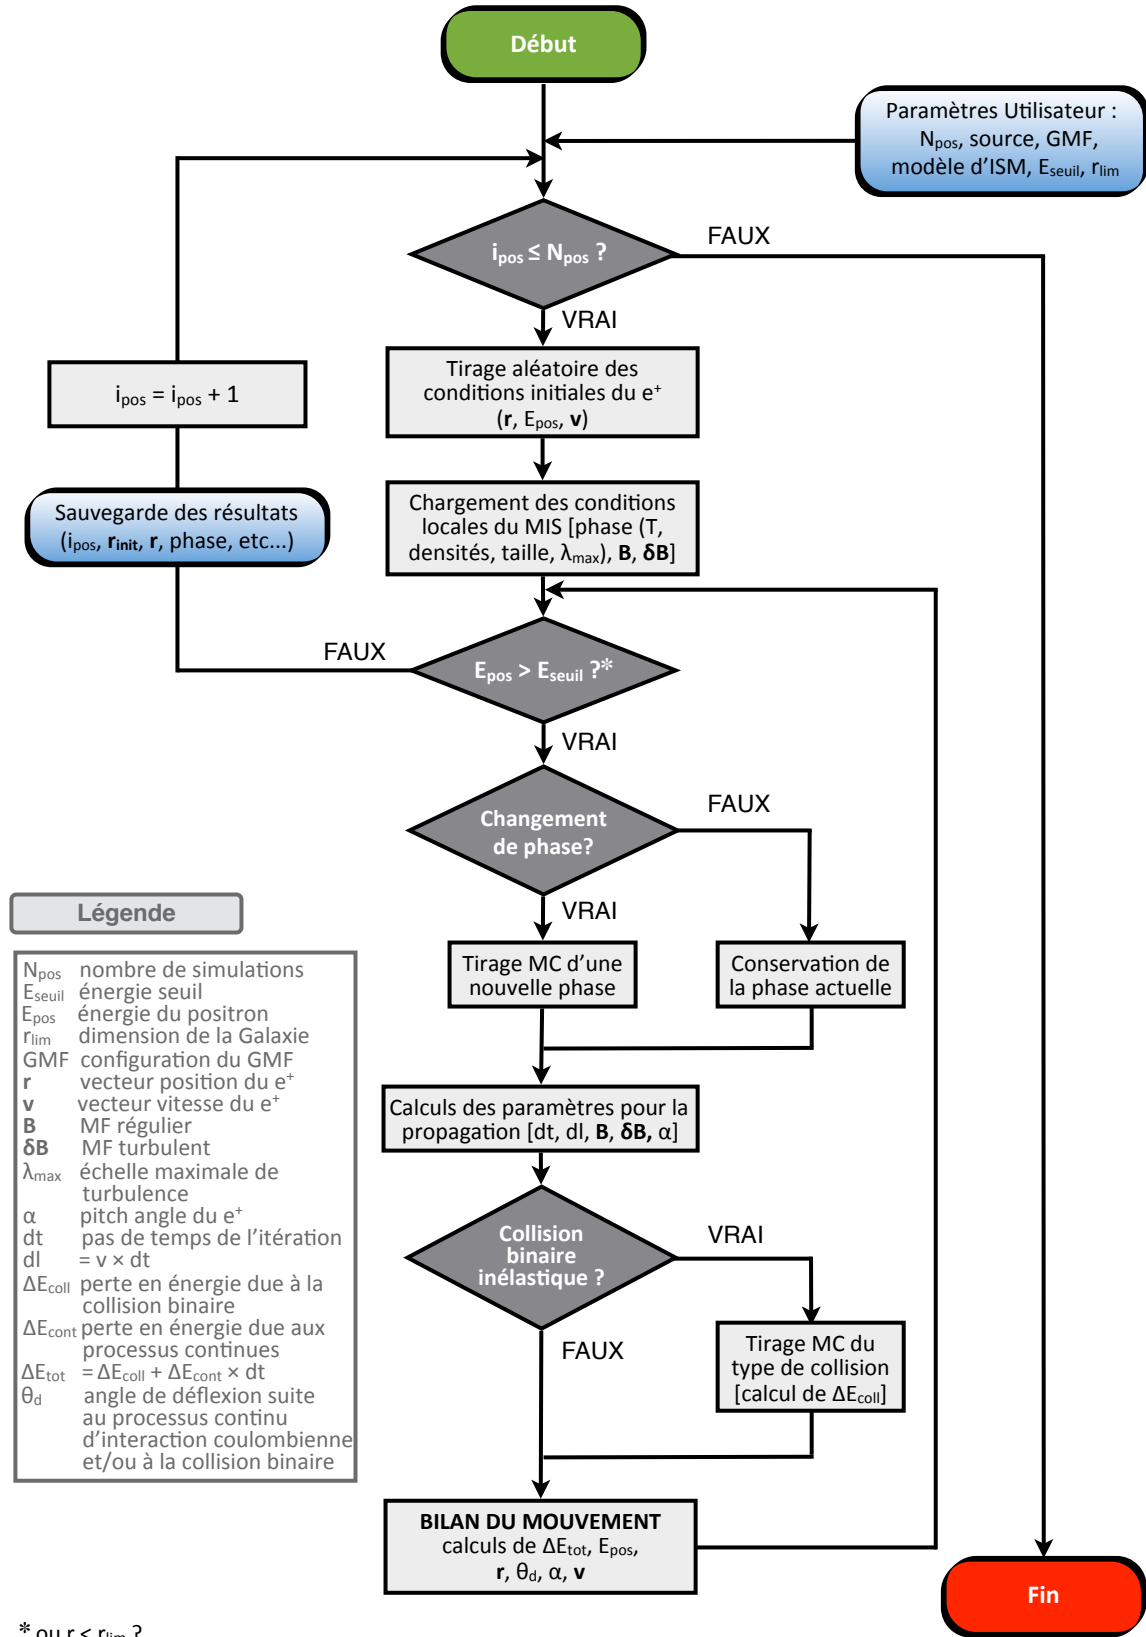 Début
Paramètres Utilisateur :
Npos, source, GMF,
modèle d'ISM, Eseuil, rlim
ipos ≤ Npos ?
FAUX
VRAI
Tirage aléatoire des
conditions initiales du e+
(r, Epos, v)
ipos = ipos + 1
Chargement des conditions
locales du MIS [phase (T,
densités, taille, λmax), B, δB]
Sauvegarde des résultats
(ipos, rinit, r, phase, etc...)
Epos > Eseuil ?*
FAUX
VRAI
Changement
de phase?
FAUX
VRAI
Tirage MC d'une
nouvelle phase
Conservation de
la phase actuelle
Calculs des paramètres pour la
propagation [dt, dl, B, δB, α]
Collision
binaire
inélastique ?
VRAI
FAUX
Tirage MC du
type de collision
[calcul de ΔEcoll]
BILAN DU MOUVEMENT
calculs de ΔEtot, Epos,
r, θd, α, v
Fin
Légende
Npos nombre de simulations
Eseuil énergie seuil
Epos énergie du positron
rlim dimension de la Galaxie
GMF configuration du GMF
r vecteur position du e+
v vecteur vitesse du e+
B MF régulier
δB MF turbulent
λmax échelle maximale de
turbulence
α pitch angle du e+
dt pas de temps de l'itération
dl = v × dt
ΔEcoll perte en énergie due à la
collision binaire
ΔEcont perte en énergie due aux
processus continues
ΔEtot = ΔEcoll + ΔEcont × dt
θd angle de déflexion suite
au processus continu
d'interaction coulombienne
et/ou à la collision binaire
* ou r < rlim ?